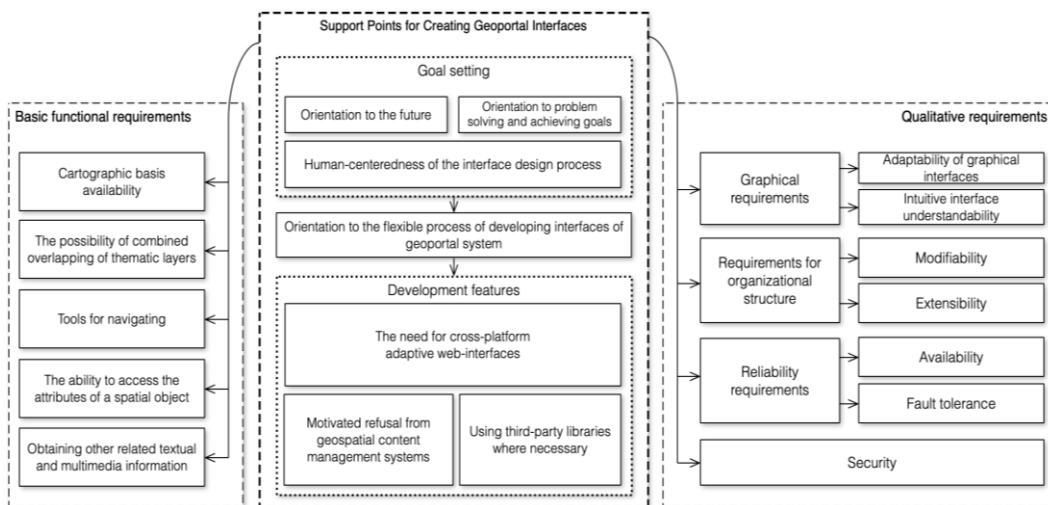 Support Points for Creating Geoportal Interfaces
Goal setting
Orientation to the future
Orientation to problem
solving and achieving goals
Human-centeredness of the interface design process
Orientation to the flexible process of developing interfaces of
geoportal system
Development features
The need for cross-platform
adaptive web-interfaces
Motivated refusal from
geospatial content
management systems
Using third-party libraries
where necessary
Basic functional requirements
Cartographic basis
availability
The possibility of combined
overlapping of thematic layers
Tools for navigating
The ability to access the
attributes of a spatial object
Obtaining other related textual
and multimedia information
Qualitative requirements
Graphical
requirements
Adaptability of graphical
interfaces
Intuitive interface
understandability
Requirements for
organizational
structure
Modifiability
Extensibility
Reliability
requirements
Availability
Fault tolerance
Security